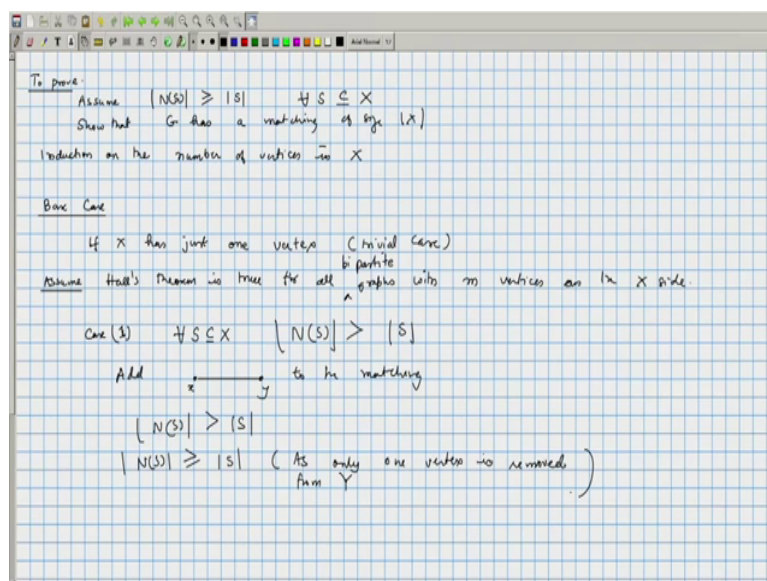 To prove.
Assume |N(S)| ≥ |S| ∀ S ⊆ X
Show that G has a matching of size |X|
Induction on the number of vertices in X
Base Case
If X has just one vertex (trivial case)
bipartite
Assume Hall's theorem is true for all ^ graphs with m vertices on the X side.
Case (1) ∀ S ⊆ X |N(S)| > |S|
Add x y to the matching
|N(S)| > |S|
|N(S)| ≥ |S| (As only one vertex is removed
from Y )